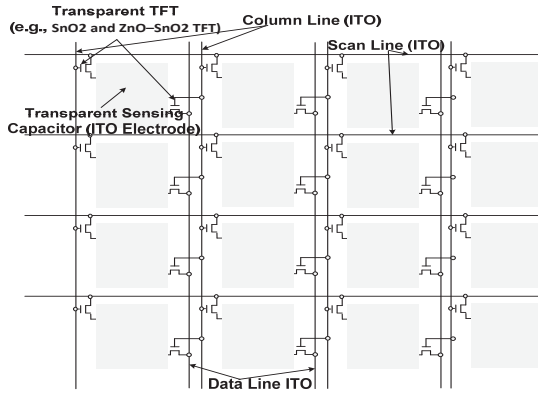 Transparent TFT
(e.g., SnO2 and ZnO–SnO2 TFT)
Column Line (ITO)
Scan Line (ITO)
Transparent Sensing
Capacitor (ITO Electrode)
Data Line ITO